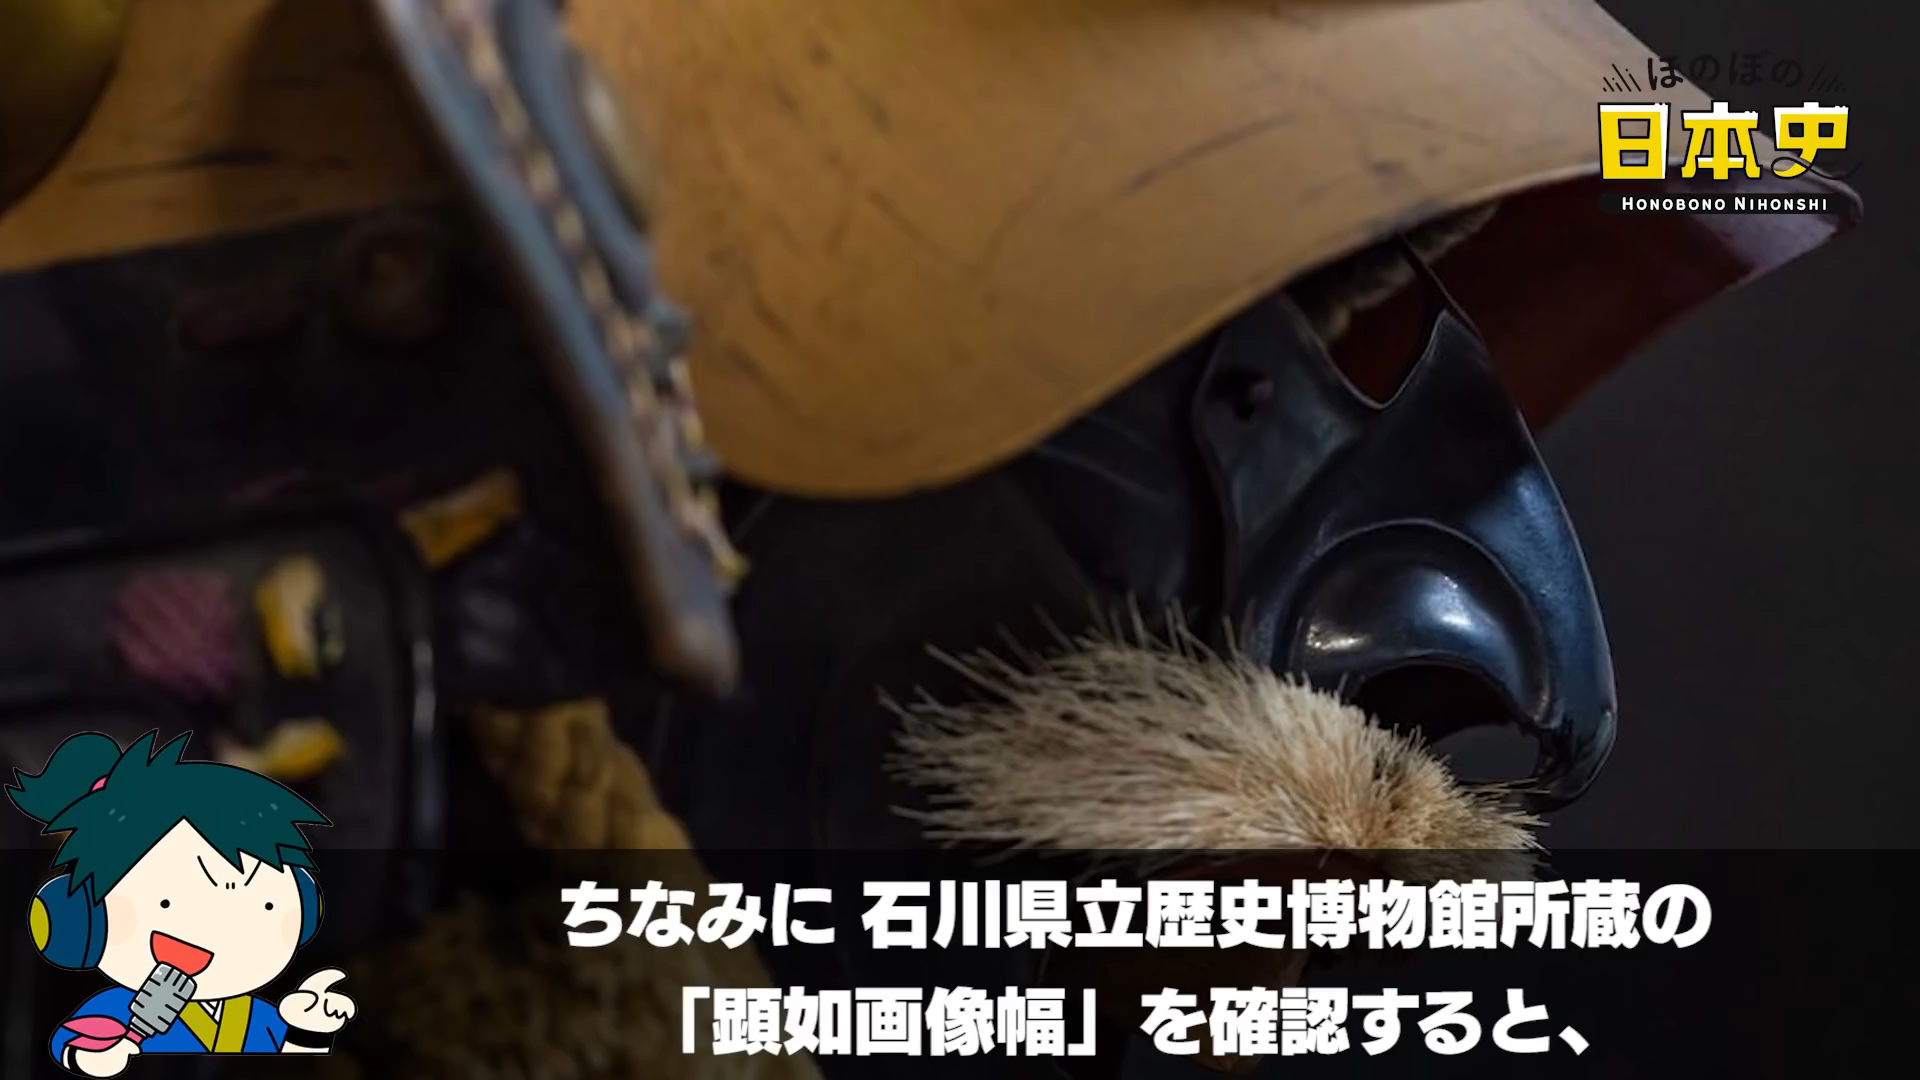 ほのぼの
日本史
HONOBONO NIHONSHI
ちなみに 石川県立歴史博物館所蔵の
「顕如画像幅」を確認すると、